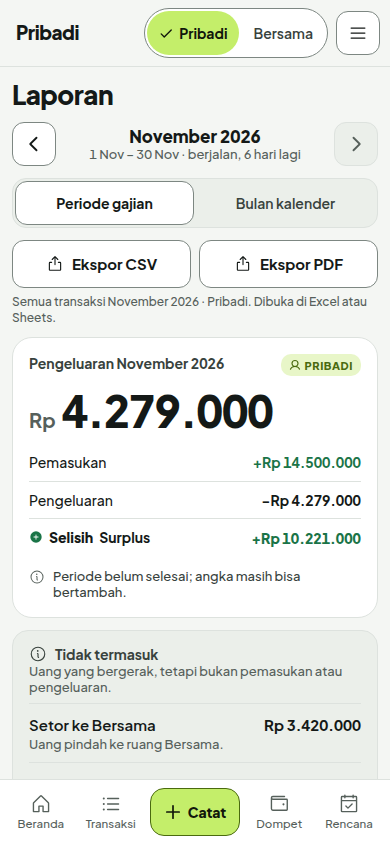 Pribadi
Pribadi
Bersama
Laporan
November 2026
1 Nov – 30 Nov · berjalan, 6 hari lagi
Periode gajian
Bulan kalender
Ekspor CSV
Ekspor PDF
Semua transaksi November 2026 · Pribadi. Dibuka di Excel atau
Sheets.
Pengeluaran November 2026
PRIBADI
Rp 4.279.000
Pemasukan
+Rp 14.500.000
Pengeluaran
−Rp 4.279.000
Selisih Surplus
+Rp 10.221.000
Periode belum selesai; angka masih bisa
bertambah.
Tidak termasuk
Uang yang bergerak, tetapi bukan pemasukan atau
pengeluaran.
Setor ke Bersama
Rp 3.420.000
Uang pindah ke ruang Bersama.
Beranda
Transaksi
Catat
Dompet
Rencana